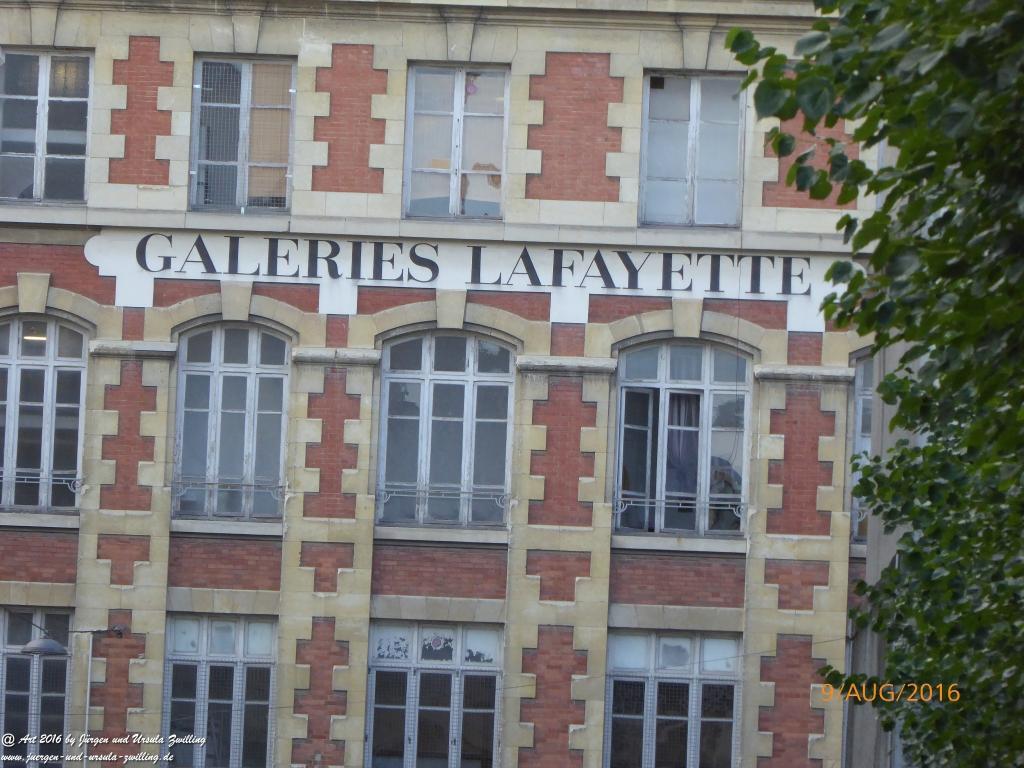 GALERIES LAFAYETTE
9/AUG/2016
@ Art 2016 by Jürgen und Ursula Zwilling
www.juergen-und-ursula-zwilling.de